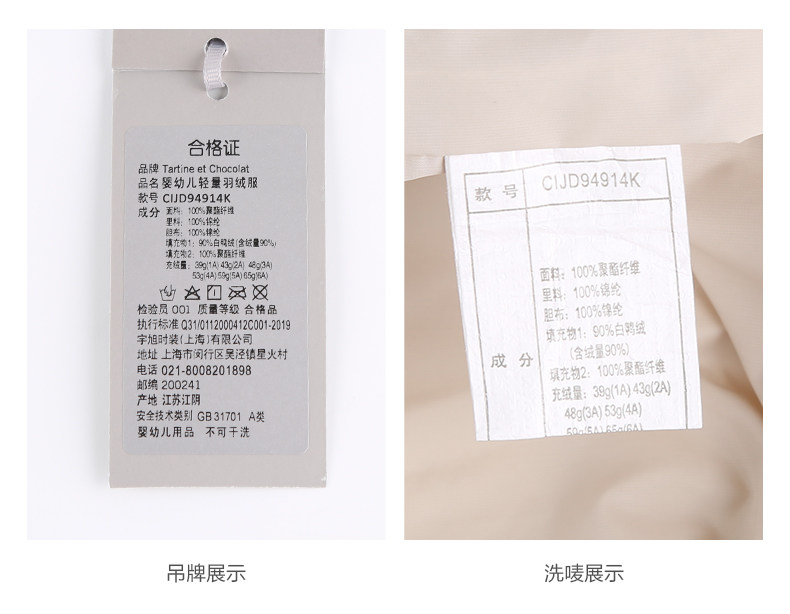 合格证
品牌 Tartine et Chocolat
品名 婴幼儿轻量羽绒服
款号 CIJD94914K
成分 面料：100%聚酯纤维
里料：100%锦纶
胆布：100%锦纶
填充物1：90%白鸭绒(含绒量90%)
填充物2：100%聚酯纤维
充绒量：39g(1A) 43g(2A) 48g(3A)
53g(4A) 59g(5A) 65g(6A)
检验员 001 质量等级 合格品
执行标准 Q31/0112000412C001-2019
宇旭时装(上海)有限公司
地址 上海市闵行区吴泾镇星火村
电话 021-8008201898
邮编 200241
产地 江苏江阴
安全技术类别 GB 31701 A类
婴幼儿用品 不可干洗
吊牌展示
款号 CIJD94914K
成分
面料：100%聚酯纤维
里料：100%锦纶
胆布：100%锦纶
填充物1：90%白鸭绒
(含绒量90%)
填充物2：100%聚酯纤维
充绒量：39g(1A) 43g(2A)
48g(3A) 53g(4A)
59g(5A) 65g(6A)
洗唛展示